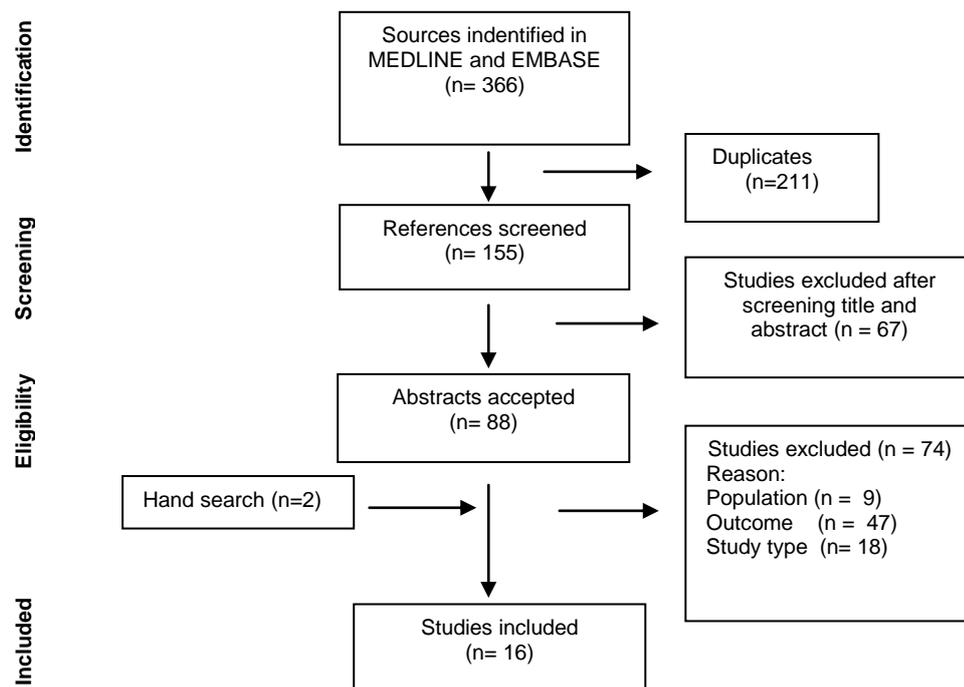 Identification
Sources indentified in
MEDLINE and EMBASE
(n= 366)
Duplicates
(n=211)
Screening
References screened
(n= 155)
Studies excluded after
screening title and
abstract (n = 67)
Eligibility
Abstracts accepted
(n= 88)
Hand search (n=2)
Studies excluded (n = 74)
Reason:
Population (n = 9)
Outcome (n = 47)
Study type (n= 18)
Included
Studies included
(n= 16)